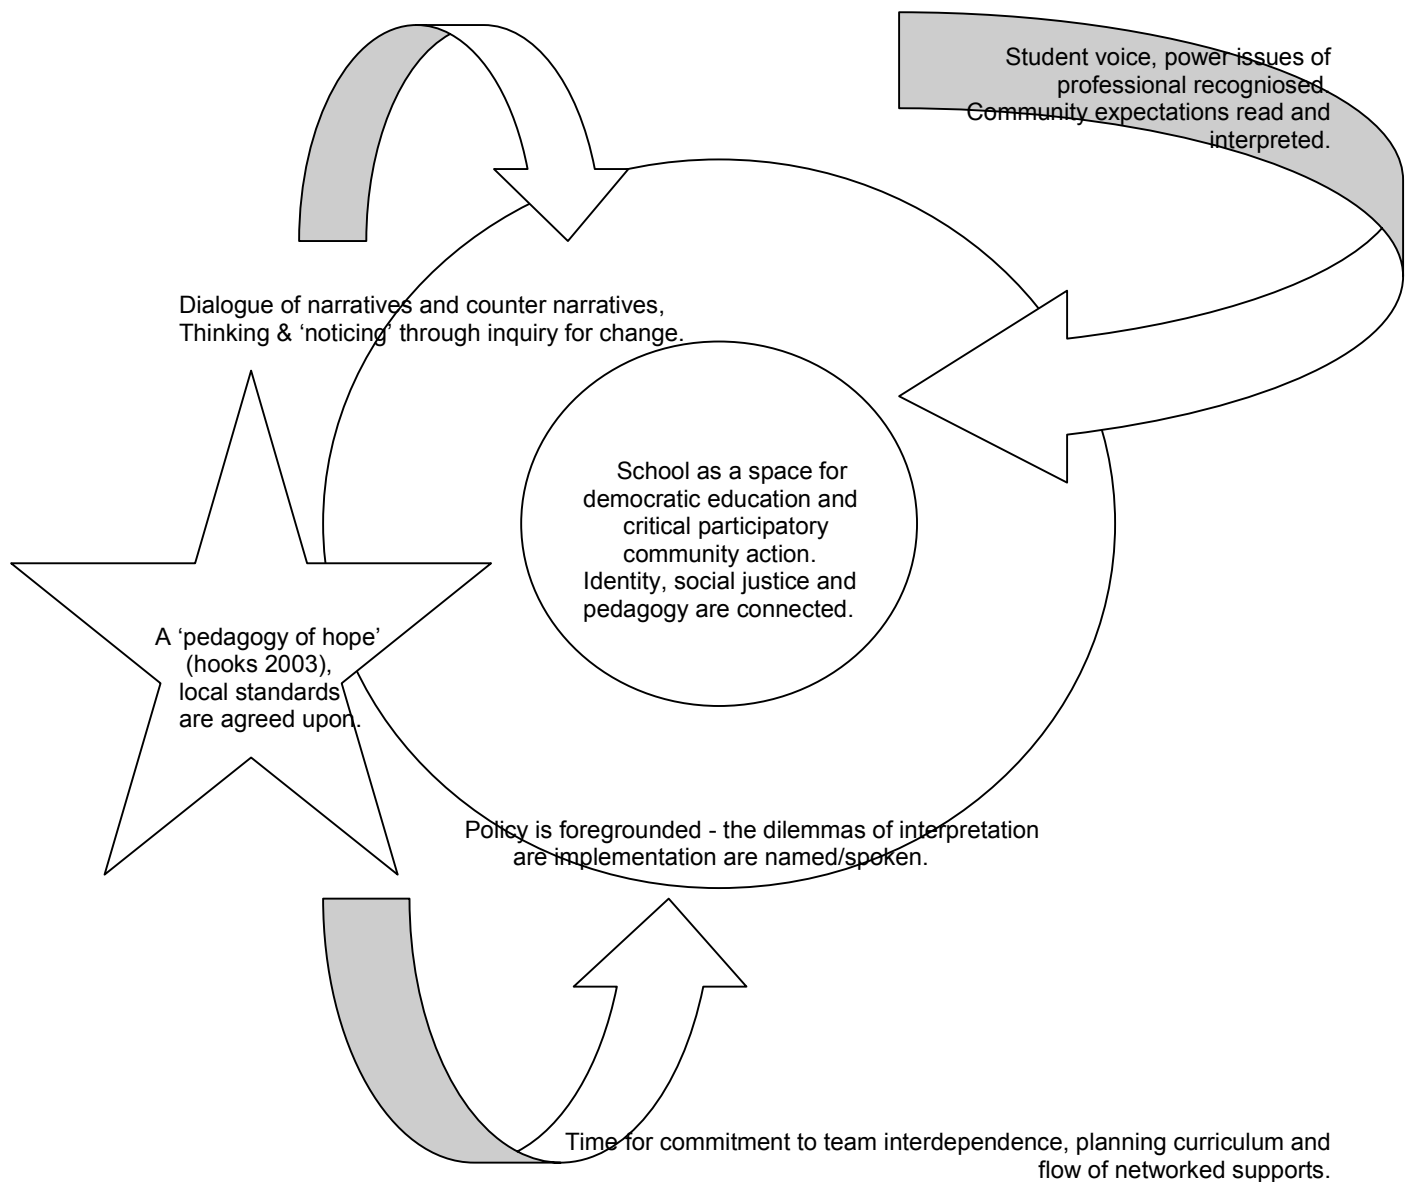 Student voice, power issues of
professional recogniosed
Community expectations read and
interpreted.
Dialogue of narratives and counter narratives,
Thinking & ‘noticing’ through inquiry for change.
School as a space for
democratic education and
critical participatory
community action.
Identity, social justice and
pedagogy are connected.
A ‘pedagogy of hope’
(hooks 2003),
local standards
are agreed upon.
Policy is foregrounded - the dilemmas of interpretation
are implementation are named/spoken.
Time for commitment to team interdependence, planning curriculum and
flow of networked supports.